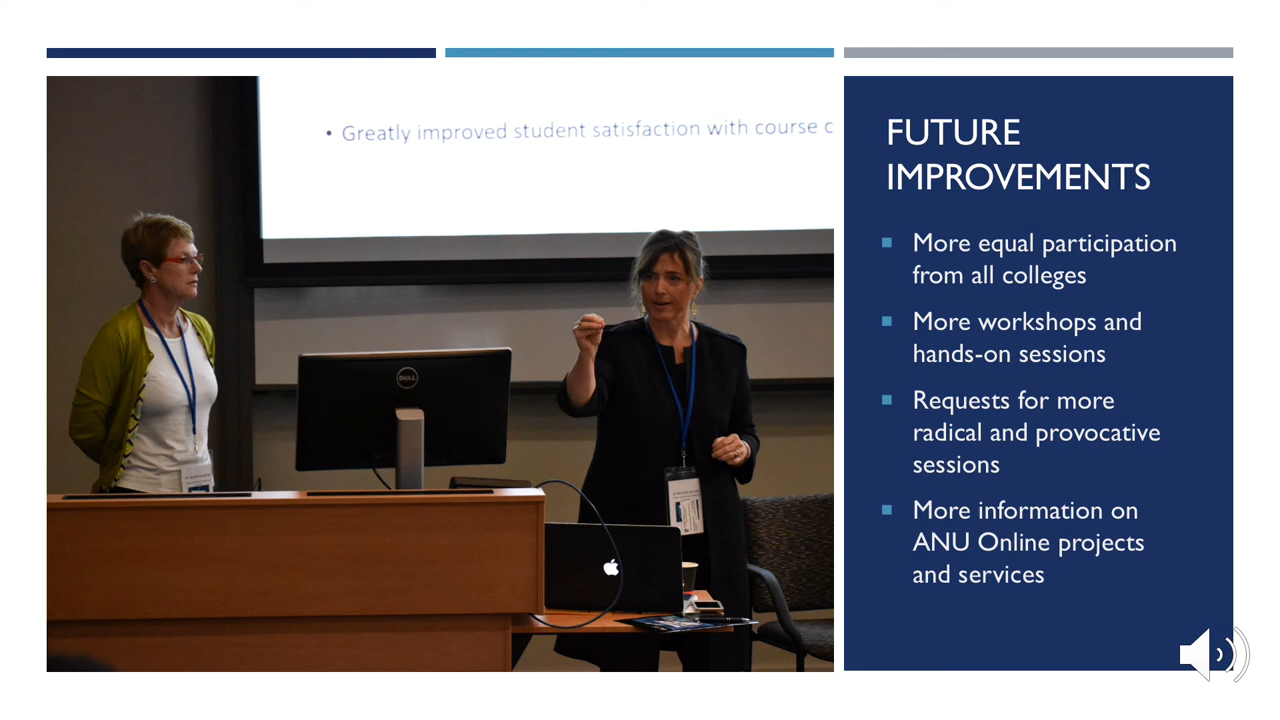 • Greatly improved student satisfaction with course c
DELL
FUTURE
IMPROVEMENTS
More equal participation
from all colleges
More workshops and
hands-on sessions
Requests for more
radical and provocative
sessions
More information on
ANU Online projects
and services